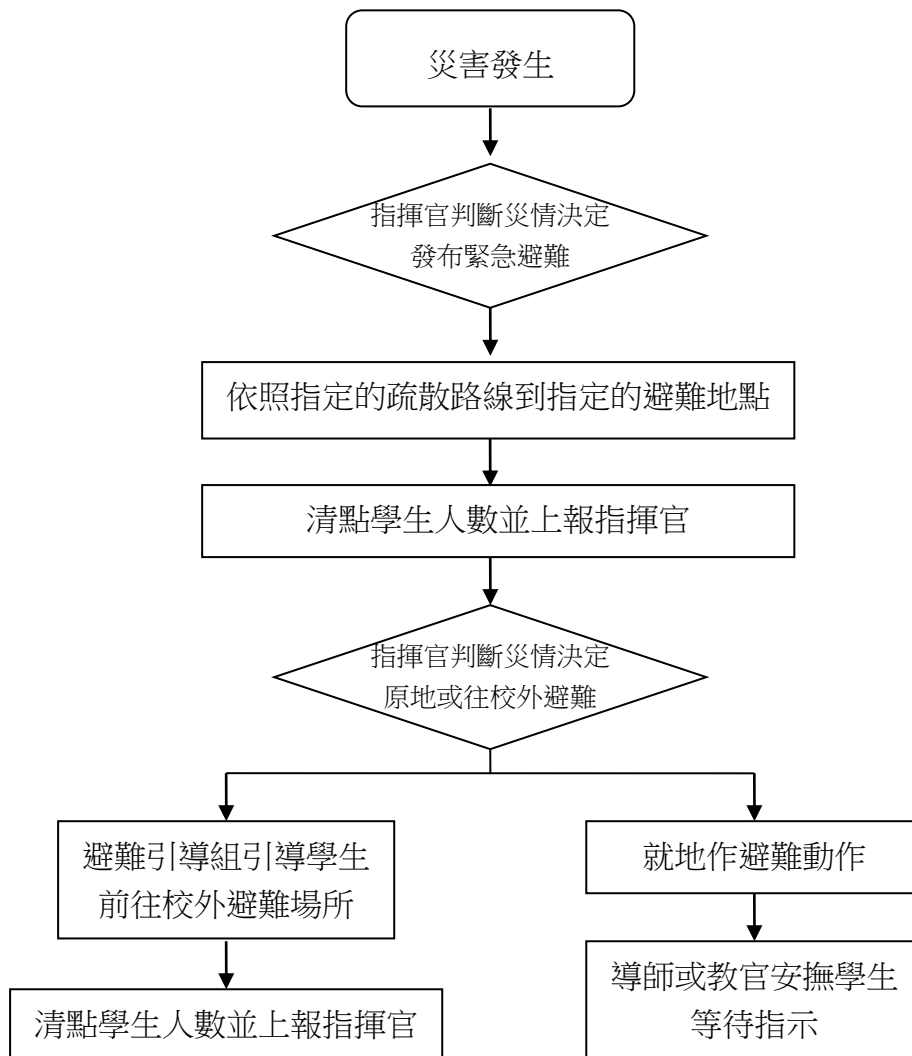 災害發生
指揮官判斷災情決定
發布緊急避難
依照指定的疏散路線到指定的避難地點
清點學生人數並上報指揮官
指揮官判斷災情決定
原地或往校外避難
避難引導組引導學生
前往校外避難場所
清點學生人數並上報指揮官
就地作避難動作
導師或教官安撫學生
等待指示